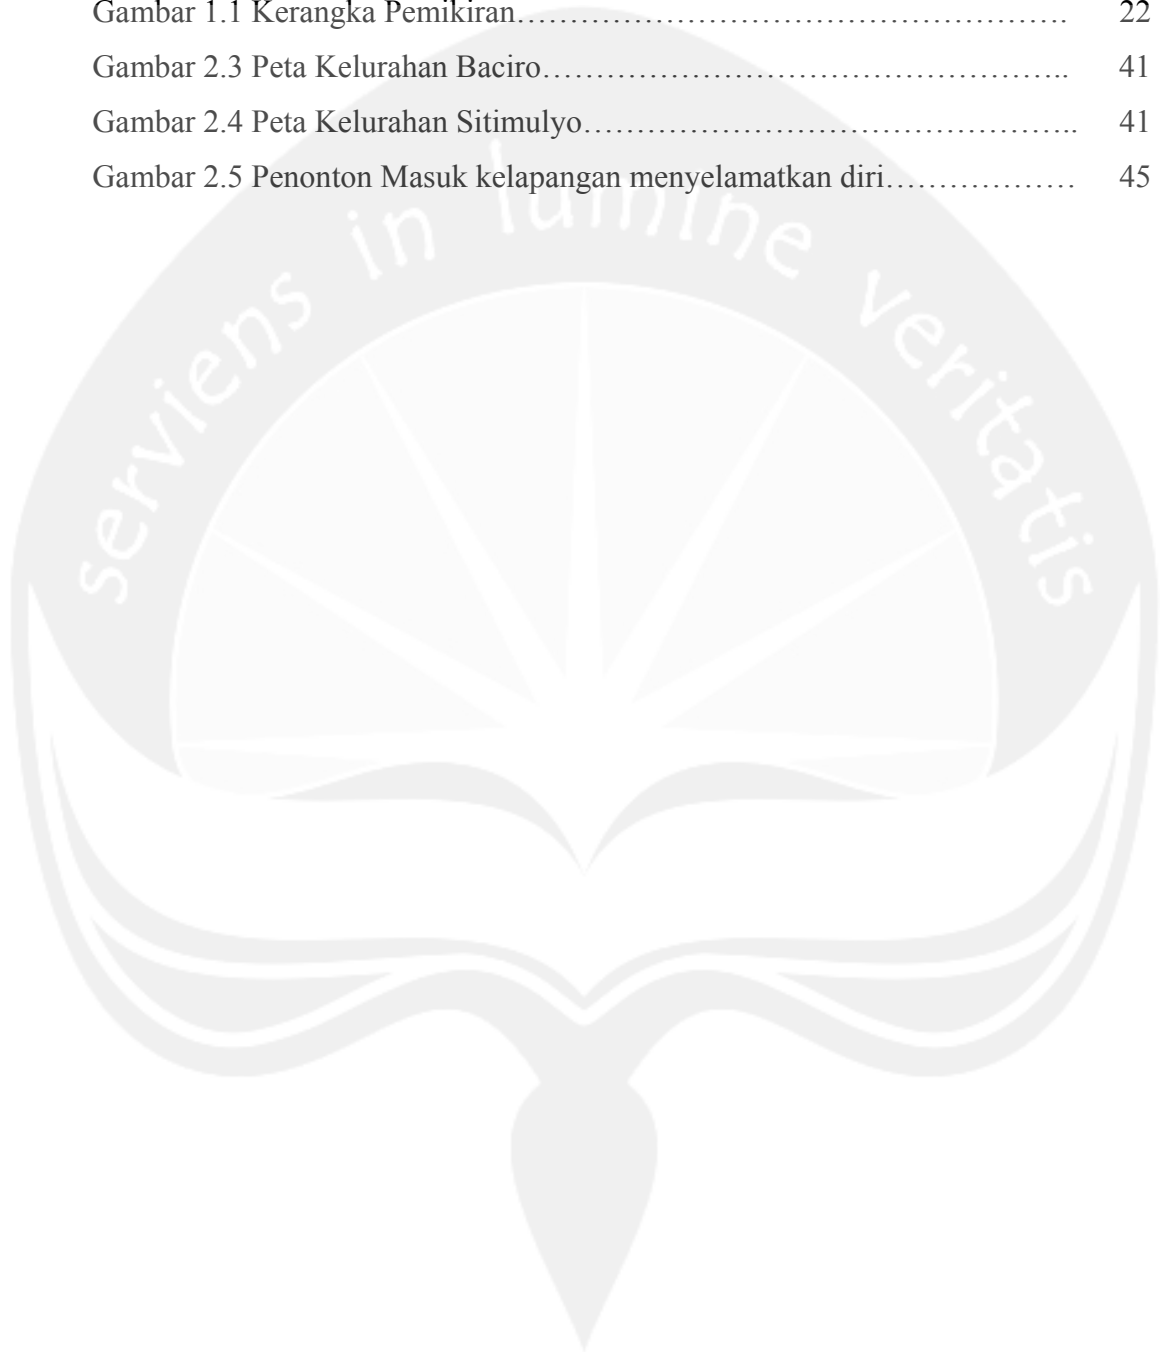 Gambar 1.1 Kerangka Pemikiran……………………………………………. 22
Gambar 2.3 Peta Kelurahan Baciro………………………………………….. 41
Gambar 2.4 Peta Kelurahan Sitimulyo……………………………………….. 41
Gambar 2.5 Penonton Masuk kelapangan menyelamatkan diri……………… 45
serviens in lumine veritatis